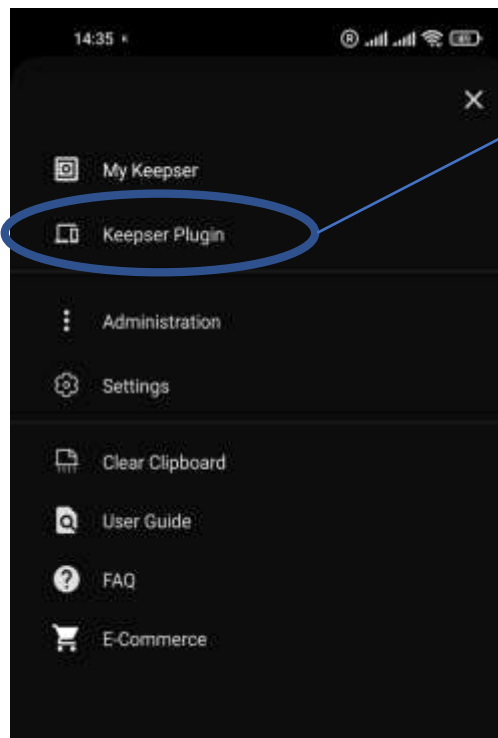 14:35
My Keepser
Keepser Plugin
Administration
Settings
Clear Clipboard
User Guide
FAQ
E-Commerce